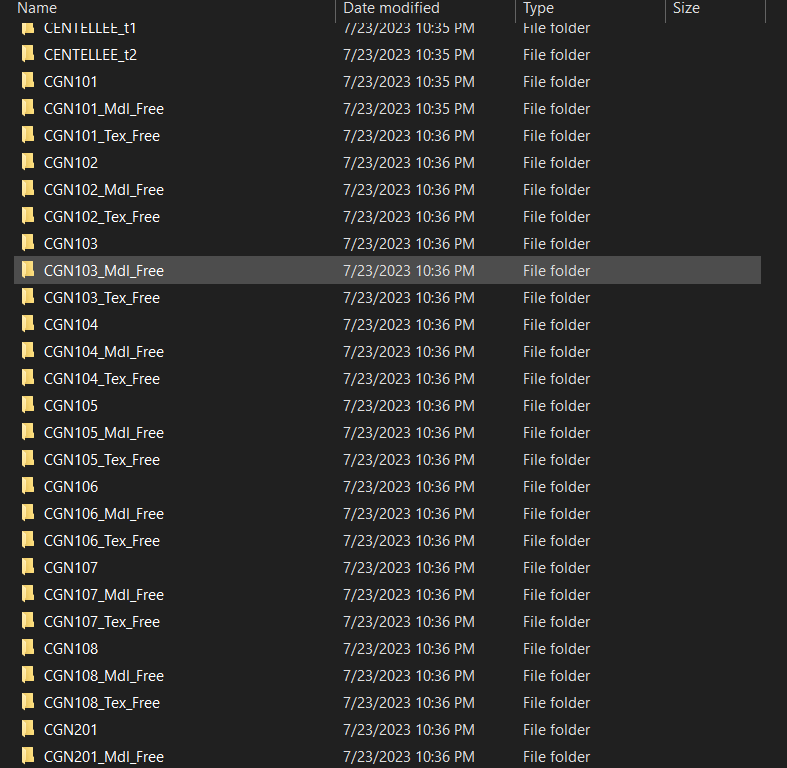 Name Date modified Type Size
CENTELLEE_t1 7/23/2023 10:35 PM File folder
CENTELLEE_t2 7/23/2023 10:35 PM File folder
CGN101 7/23/2023 10:35 PM File folder
CGN101_Mdl_Free 7/23/2023 10:35 PM File folder
CGN101_Tex_Free 7/23/2023 10:36 PM File folder
CGN102 7/23/2023 10:36 PM File folder
CGN102_Mdl_Free 7/23/2023 10:36 PM File folder
CGN102_Tex_Free 7/23/2023 10:36 PM File folder
CGN103 7/23/2023 10:36 PM File folder
CGN103_Mdl_Free 7/23/2023 10:36 PM File folder
CGN103_Tex_Free 7/23/2023 10:36 PM File folder
CGN104 7/23/2023 10:36 PM File folder
CGN104_Mdl_Free 7/23/2023 10:36 PM File folder
CGN104_Tex_Free 7/23/2023 10:36 PM File folder
CGN105 7/23/2023 10:36 PM File folder
CGN105_Mdl_Free 7/23/2023 10:36 PM File folder
CGN105_Tex_Free 7/23/2023 10:36 PM File folder
CGN106 7/23/2023 10:36 PM File folder
CGN106_Mdl_Free 7/23/2023 10:36 PM File folder
CGN106_Tex_Free 7/23/2023 10:36 PM File folder
CGN107 7/23/2023 10:36 PM File folder
CGN107_Mdl_Free 7/23/2023 10:36 PM File folder
CGN107_Tex_Free 7/23/2023 10:36 PM File folder
CGN108 7/23/2023 10:36 PM File folder
CGN108_Mdl_Free 7/23/2023 10:36 PM File folder
CGN108_Tex_Free 7/23/2023 10:36 PM File folder
CGN201 7/23/2023 10:36 PM File folder
CGN201_Mdl_Free 7/23/2023 10:36 PM File folder